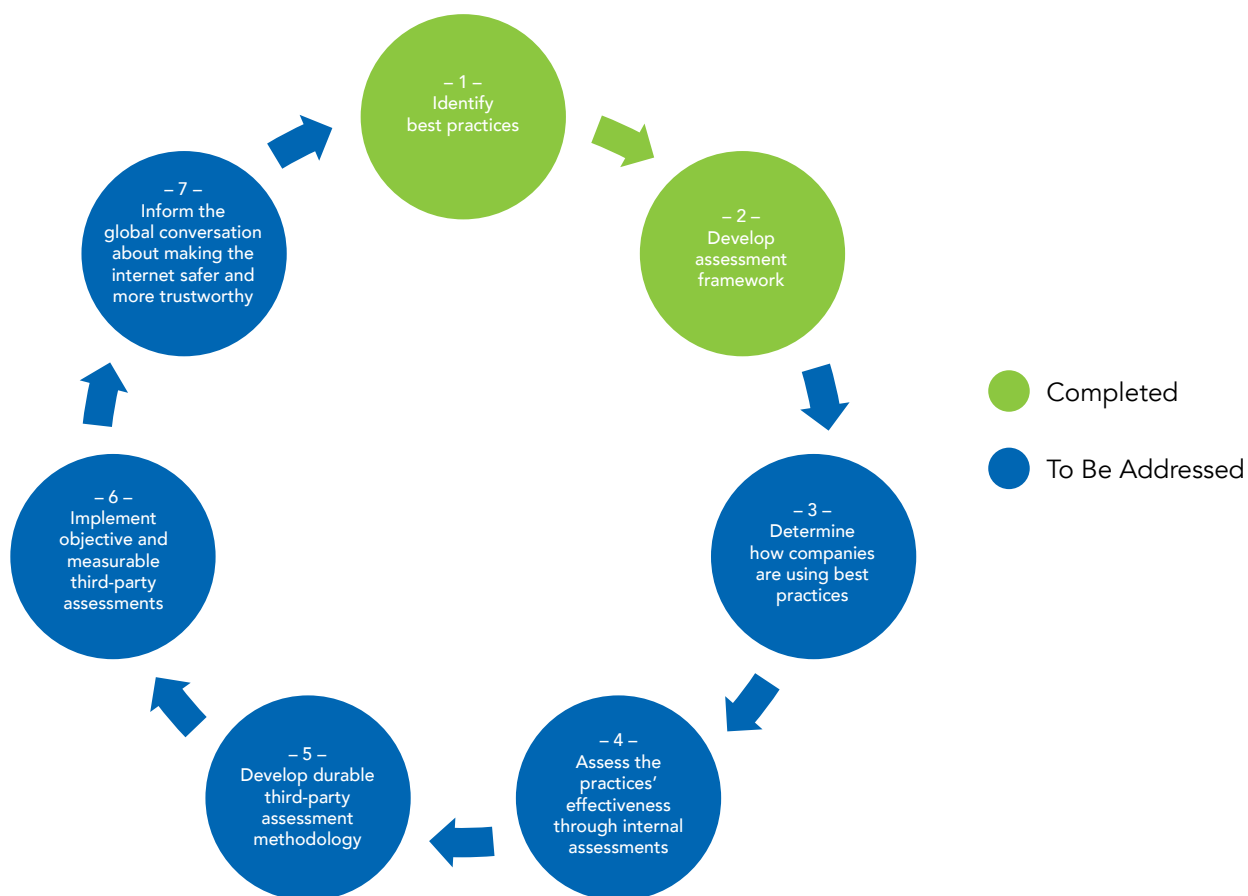 – 1 –
Identify
best practices
– 2 –
Develop
assessment
framework
– 3 –
Determine
how companies
are using best
practices
– 4 –
Assess the
practices’
effectiveness
through internal
assessments
– 5 –
Develop durable
third-party
assessment
methodology
– 6 –
Implement
objective and
measurable
third-party
assessments
– 7 –
Inform the
global conversation
about making the
internet safer and
more trustworthy
Completed
To Be Addressed